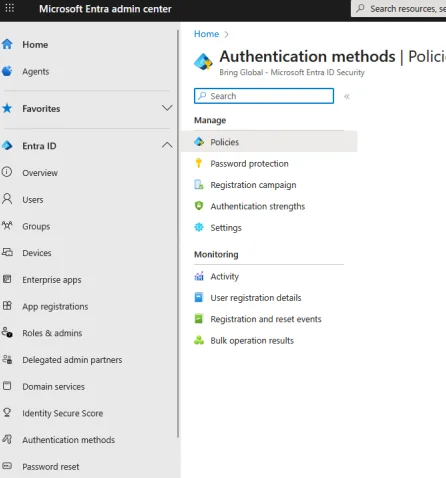 Microsoft Entra admin center
Search resources, se
Home
Agents
Favorites
Entra ID
Overview
Users
Groups
Devices
Enterprise apps
App registrations
Roles & admins
Delegated admin partners
Domain services
Identity Secure Score
Authentication methods
Password reset
Home >
Authentication methods | Polici
Bring Global - Microsoft Entra ID Security
Search
Manage
Policies
Password protection
Registration campaign
Authentication strengths
Settings
Monitoring
Activity
User registration details
Registration and reset events
Bulk operation results